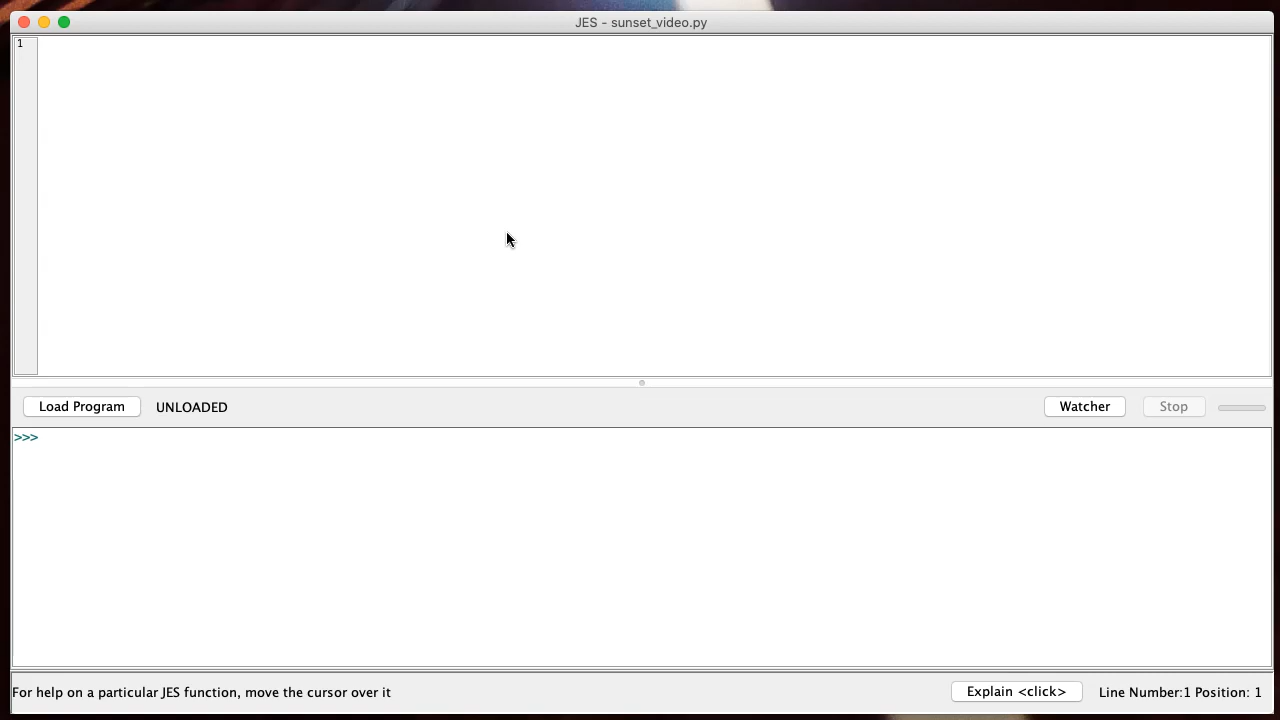 JES - sunset_video.py
1
Load Program
UNLOADED
Watcher
Stop
>>>
For help on a particular JES function, move the cursor over it
Explain <click>
Line Number:1 Position: 1